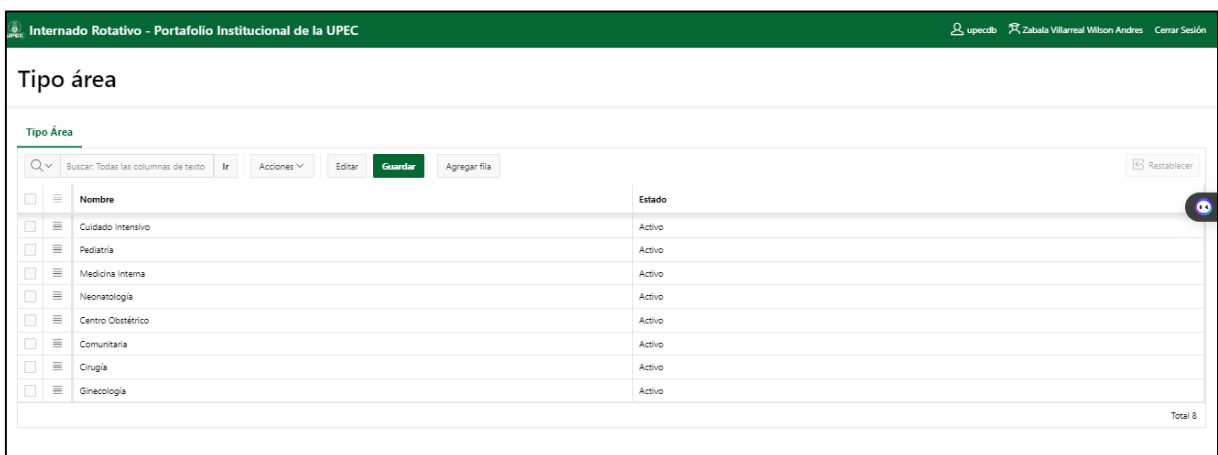 UPEC Internado Rotativo - Portafolio Institucional de la UPEC upecdb Zabala Villarreal Wilson Andres Cerrar Sesión
Tipo área
Tipo Área
Buscar: Todas las columnas de texto Ir Acciones Editar Guardar Agregar fila Restablecer
Nombre Estado
Cuidado Intensivo Activo
Pediatría Activo
Medicina Interna Activo
Neonatología Activo
Centro Obstétrico Activo
Comunitaria Activo
Cirugía Activo
Ginecología Activo
Total 8